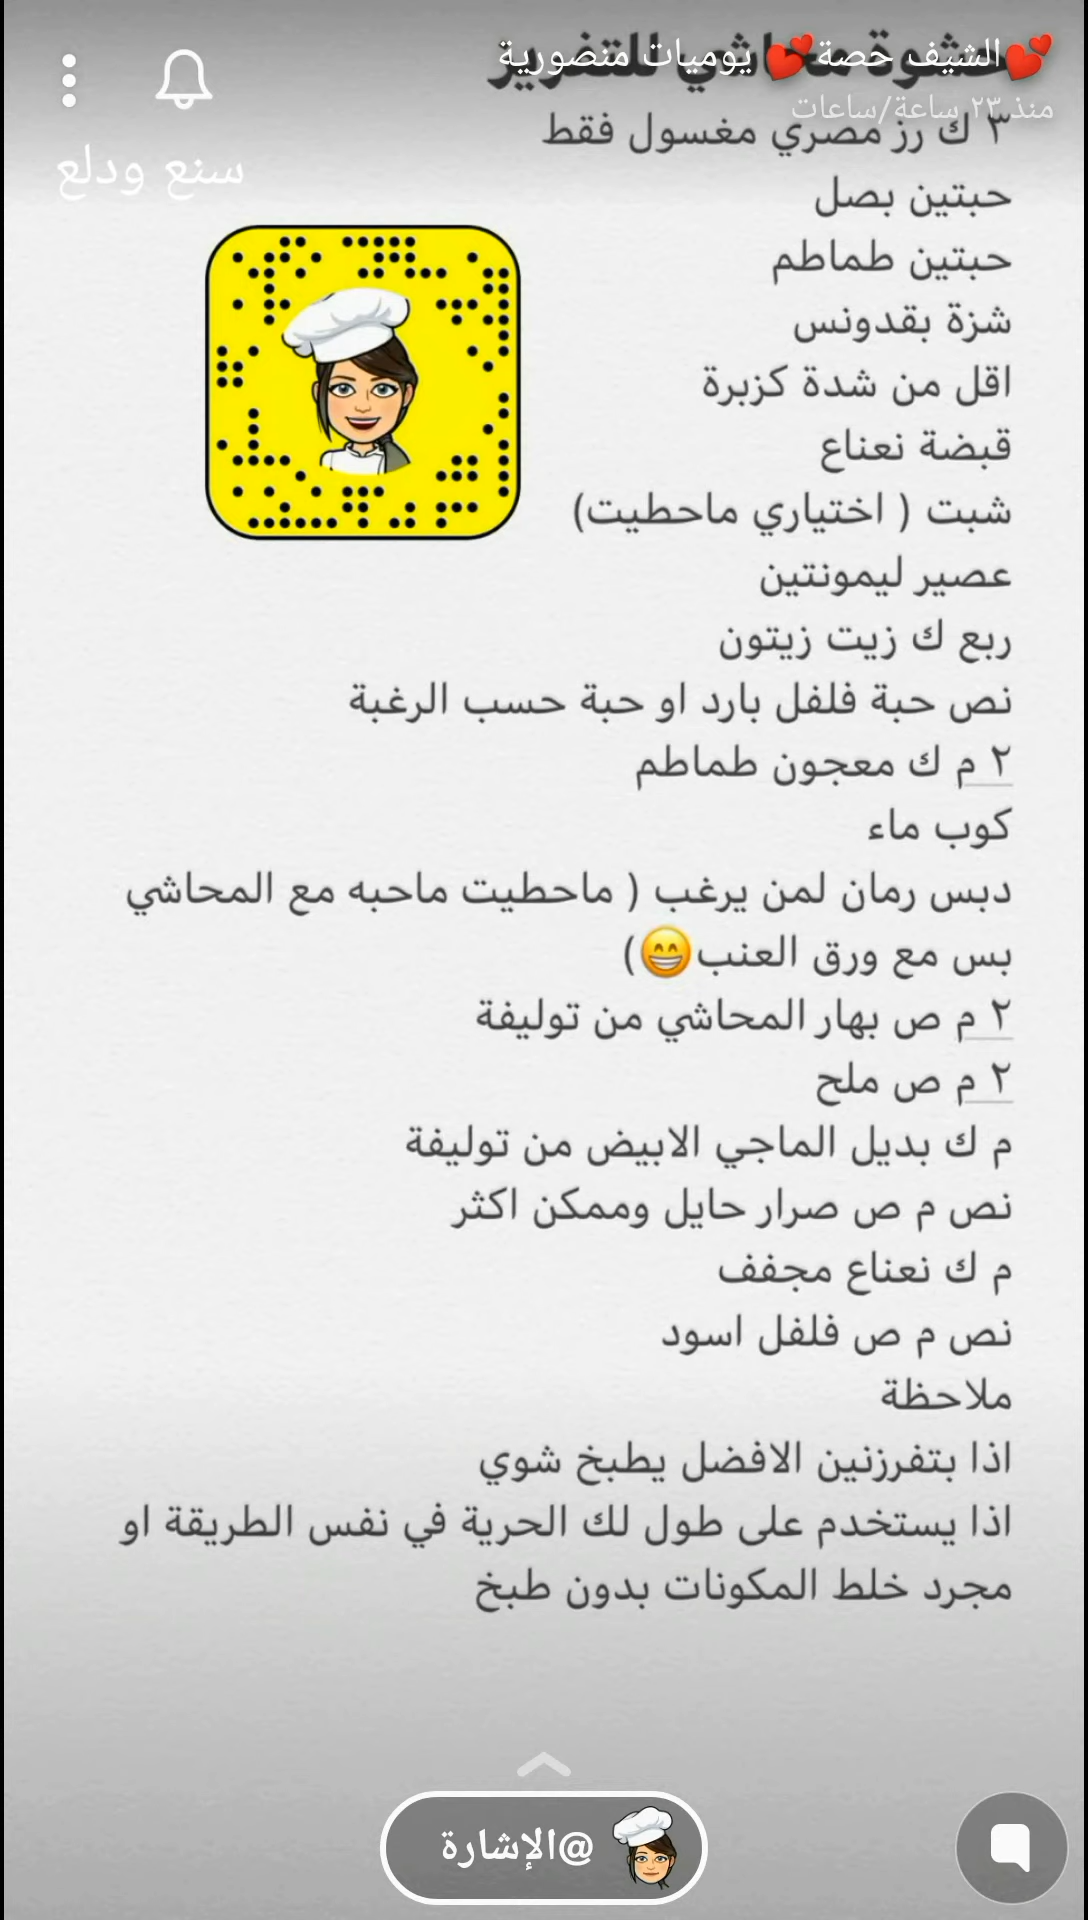 💕الشيف حصة💕 يوميات منصورية
منذ ٢٣ ساعة/ساعات
سنع ودلع
حشوة محاشي للتفريز
٣ ك رز مصري مغسول فقط
حبتين بصل
حبتين طماطم
شزة بقدونس
اقل من شدة كزبرة
قبضة نعناع
شبت ( اختياري ماحطيت)
عصير ليمونتين
ربع ك زيت زيتون
نص حبة فلفل بارد او حبة حسب الرغبة
٢ م ك معجون طماطم
كوب ماء
دبس رمان لمن يرغب ( ماحطيت ماحبه مع المحاشي
بس مع ورق العنب😁)
٢ م ص بهار المحاشي من توليفة
٢ م ص ملح
م ك بديل الماجي الابيض من توليفة
نص م ص صرار حايل وممكن اكثر
م ك نعناع مجفف
نص م ص فلفل اسود
ملاحظة
اذا بتفرزنين الافضل يطبخ شوي
اذا يستخدم على طول لك الحرية في نفس الطريقة او
مجرد خلط المكونات بدون طبخ
@الإشارة